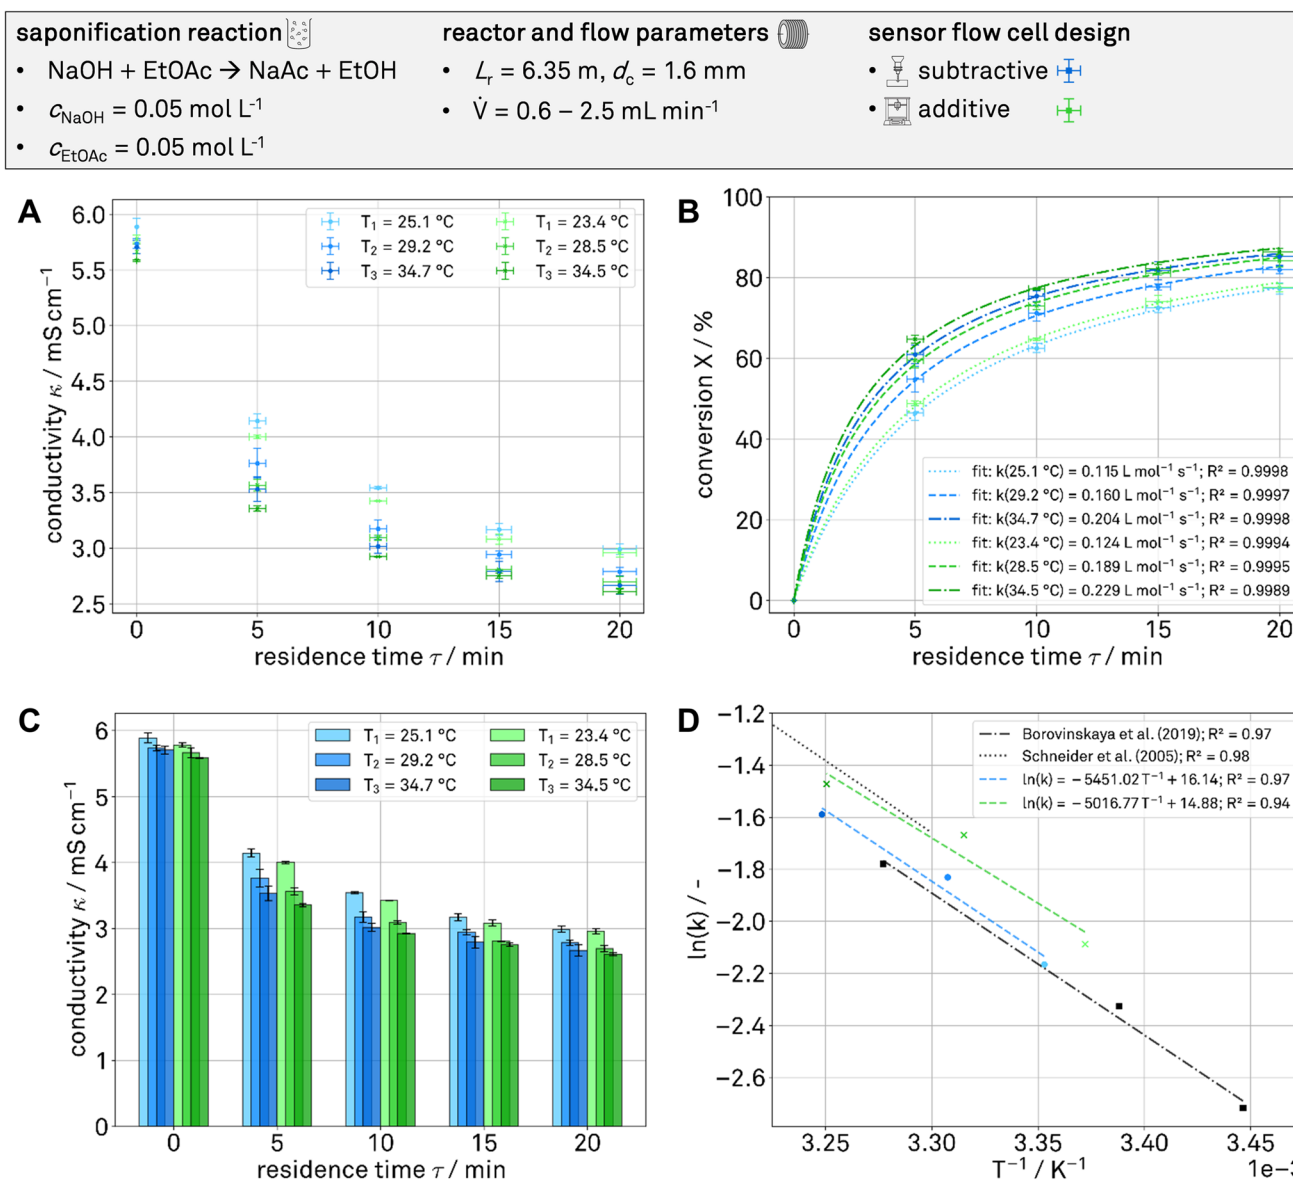 saponification reaction
• NaOH + EtOAc → NaAc + EtOH
• cNaOH = 0.05 mol L⁻¹
• cEtOAc = 0.05 mol L⁻¹
reactor and flow parameters
• Lr = 6.35 m, dc = 1.6 mm
• V̇ = 0.6 – 2.5 mL min⁻¹
sensor flow cell design
• subtractive
• additive
A
6.0
5.5
5.0
4.5
4.0
3.5
3.0
2.5
conductivity κ / mS cm⁻¹
T₁ = 25.1 °C
T₂ = 29.2 °C
T₃ = 34.7 °C
T₁ = 23.4 °C
T₂ = 28.5 °C
T₃ = 34.5 °C
0 5 10 15 20
residence time τ / min
B
100
80
60
40
20
0
conversion X / %
fit: k(25.1 °C) = 0.115 L mol⁻¹ s⁻¹; R² = 0.9998
fit: k(29.2 °C) = 0.160 L mol⁻¹ s⁻¹; R² = 0.9997
fit: k(34.7 °C) = 0.204 L mol⁻¹ s⁻¹; R² = 0.9998
fit: k(23.4 °C) = 0.124 L mol⁻¹ s⁻¹; R² = 0.9994
fit: k(28.5 °C) = 0.189 L mol⁻¹ s⁻¹; R² = 0.9995
fit: k(34.5 °C) = 0.229 L mol⁻¹ s⁻¹; R² = 0.9989
0 5 10 15 20
residence time τ / min
C
6
5
4
3
2
1
0
conductivity κ / mS cm⁻¹
T₁ = 25.1 °C
T₂ = 29.2 °C
T₃ = 34.7 °C
T₁ = 23.4 °C
T₂ = 28.5 °C
T₃ = 34.5 °C
0 5 10 15 20
residence time τ / min
D
−1.2
−1.4
−1.6
−1.8
−2.0
−2.2
−2.4
−2.6
ln(k) / -
Borovinskaya et al. (2019); R² = 0.97
Schneider et al. (2005); R² = 0.98
ln(k) = − 5451.02 T⁻¹ + 16.14; R² = 0.97
ln(k) = − 5016.77 T⁻¹ + 14.88; R² = 0.94
3.25 3.30 3.35 3.40 3.45
T⁻¹ / K⁻¹